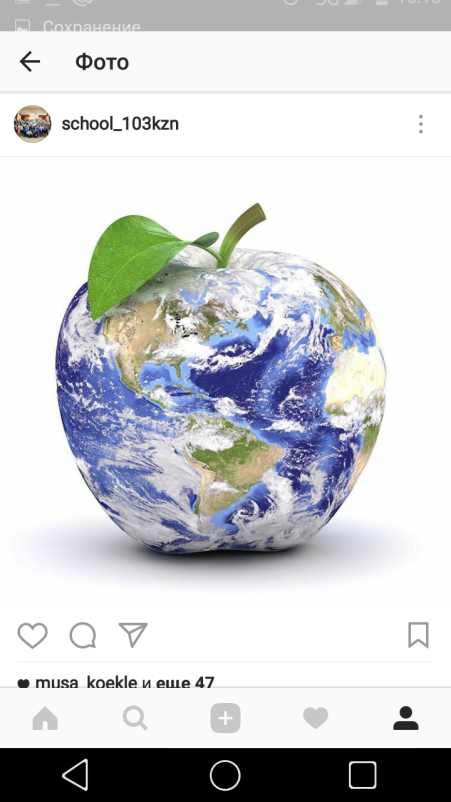 Сохранение
Фото
school_103kzn
musa_koekle и еще 47